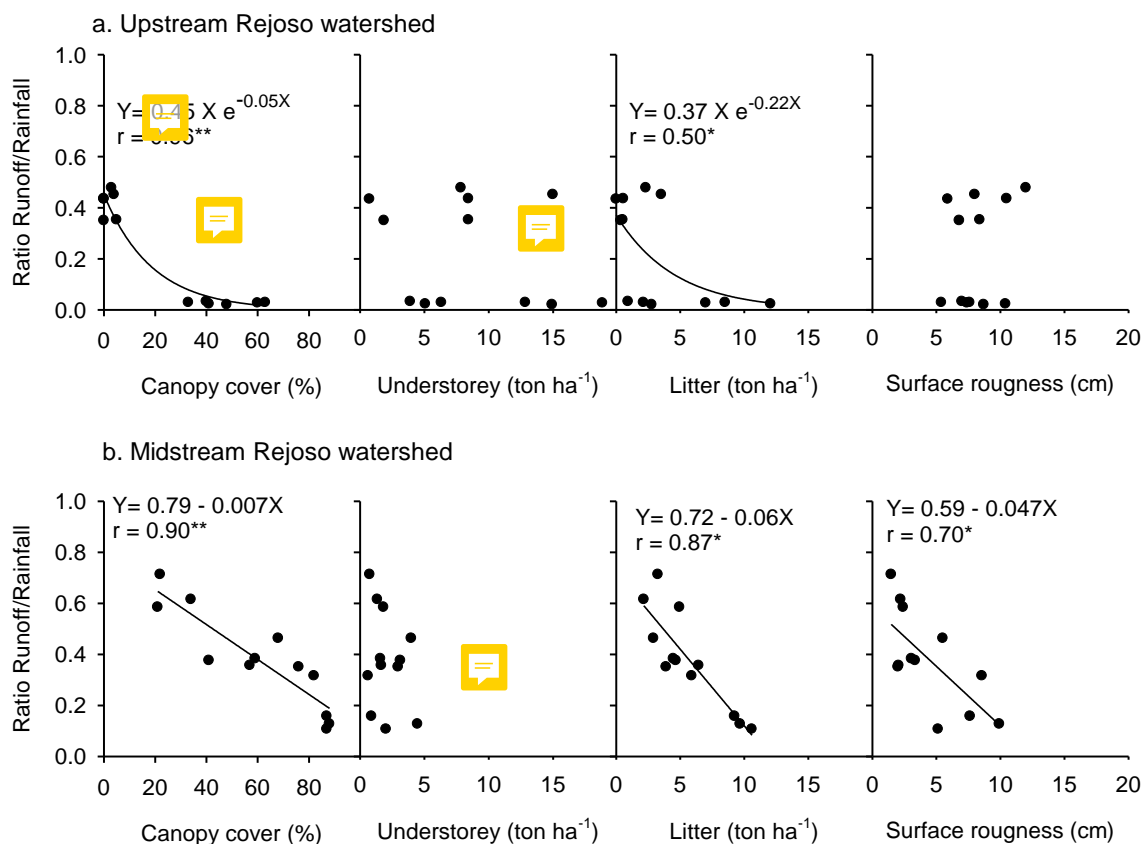 a. Upstream Rejoso watershed
Ratio Runoff/Rainfall
1.0
0.8
0.6
0.4
0.2
0.0
Y= 0.45 X e^-0.05X
r = **
Y= 0.37 X e^-0.22X
r = 0.50*
0 20 40 60 80 0 5 10 15 0 5 10 15 0 5 10 15 20
Canopy cover (%) Understorey (ton ha^-1) Litter (ton ha^-1) Surface rougness (cm)
b. Midstream Rejoso watershed
Ratio Runoff/Rainfall
1.0
0.8
0.6
0.4
0.2
0.0
Y= 0.79 - 0.007X
r = 0.90**
Y= 0.72 - 0.06X
r = 0.87*
Y= 0.59 - 0.047X
r = 0.70*
0 20 40 60 80 0 5 10 15 0 5 10 15 0 5 10 15 20
Canopy cover (%) Understorey (ton ha^-1) Litter (ton ha^-1) Surface rougness (cm)